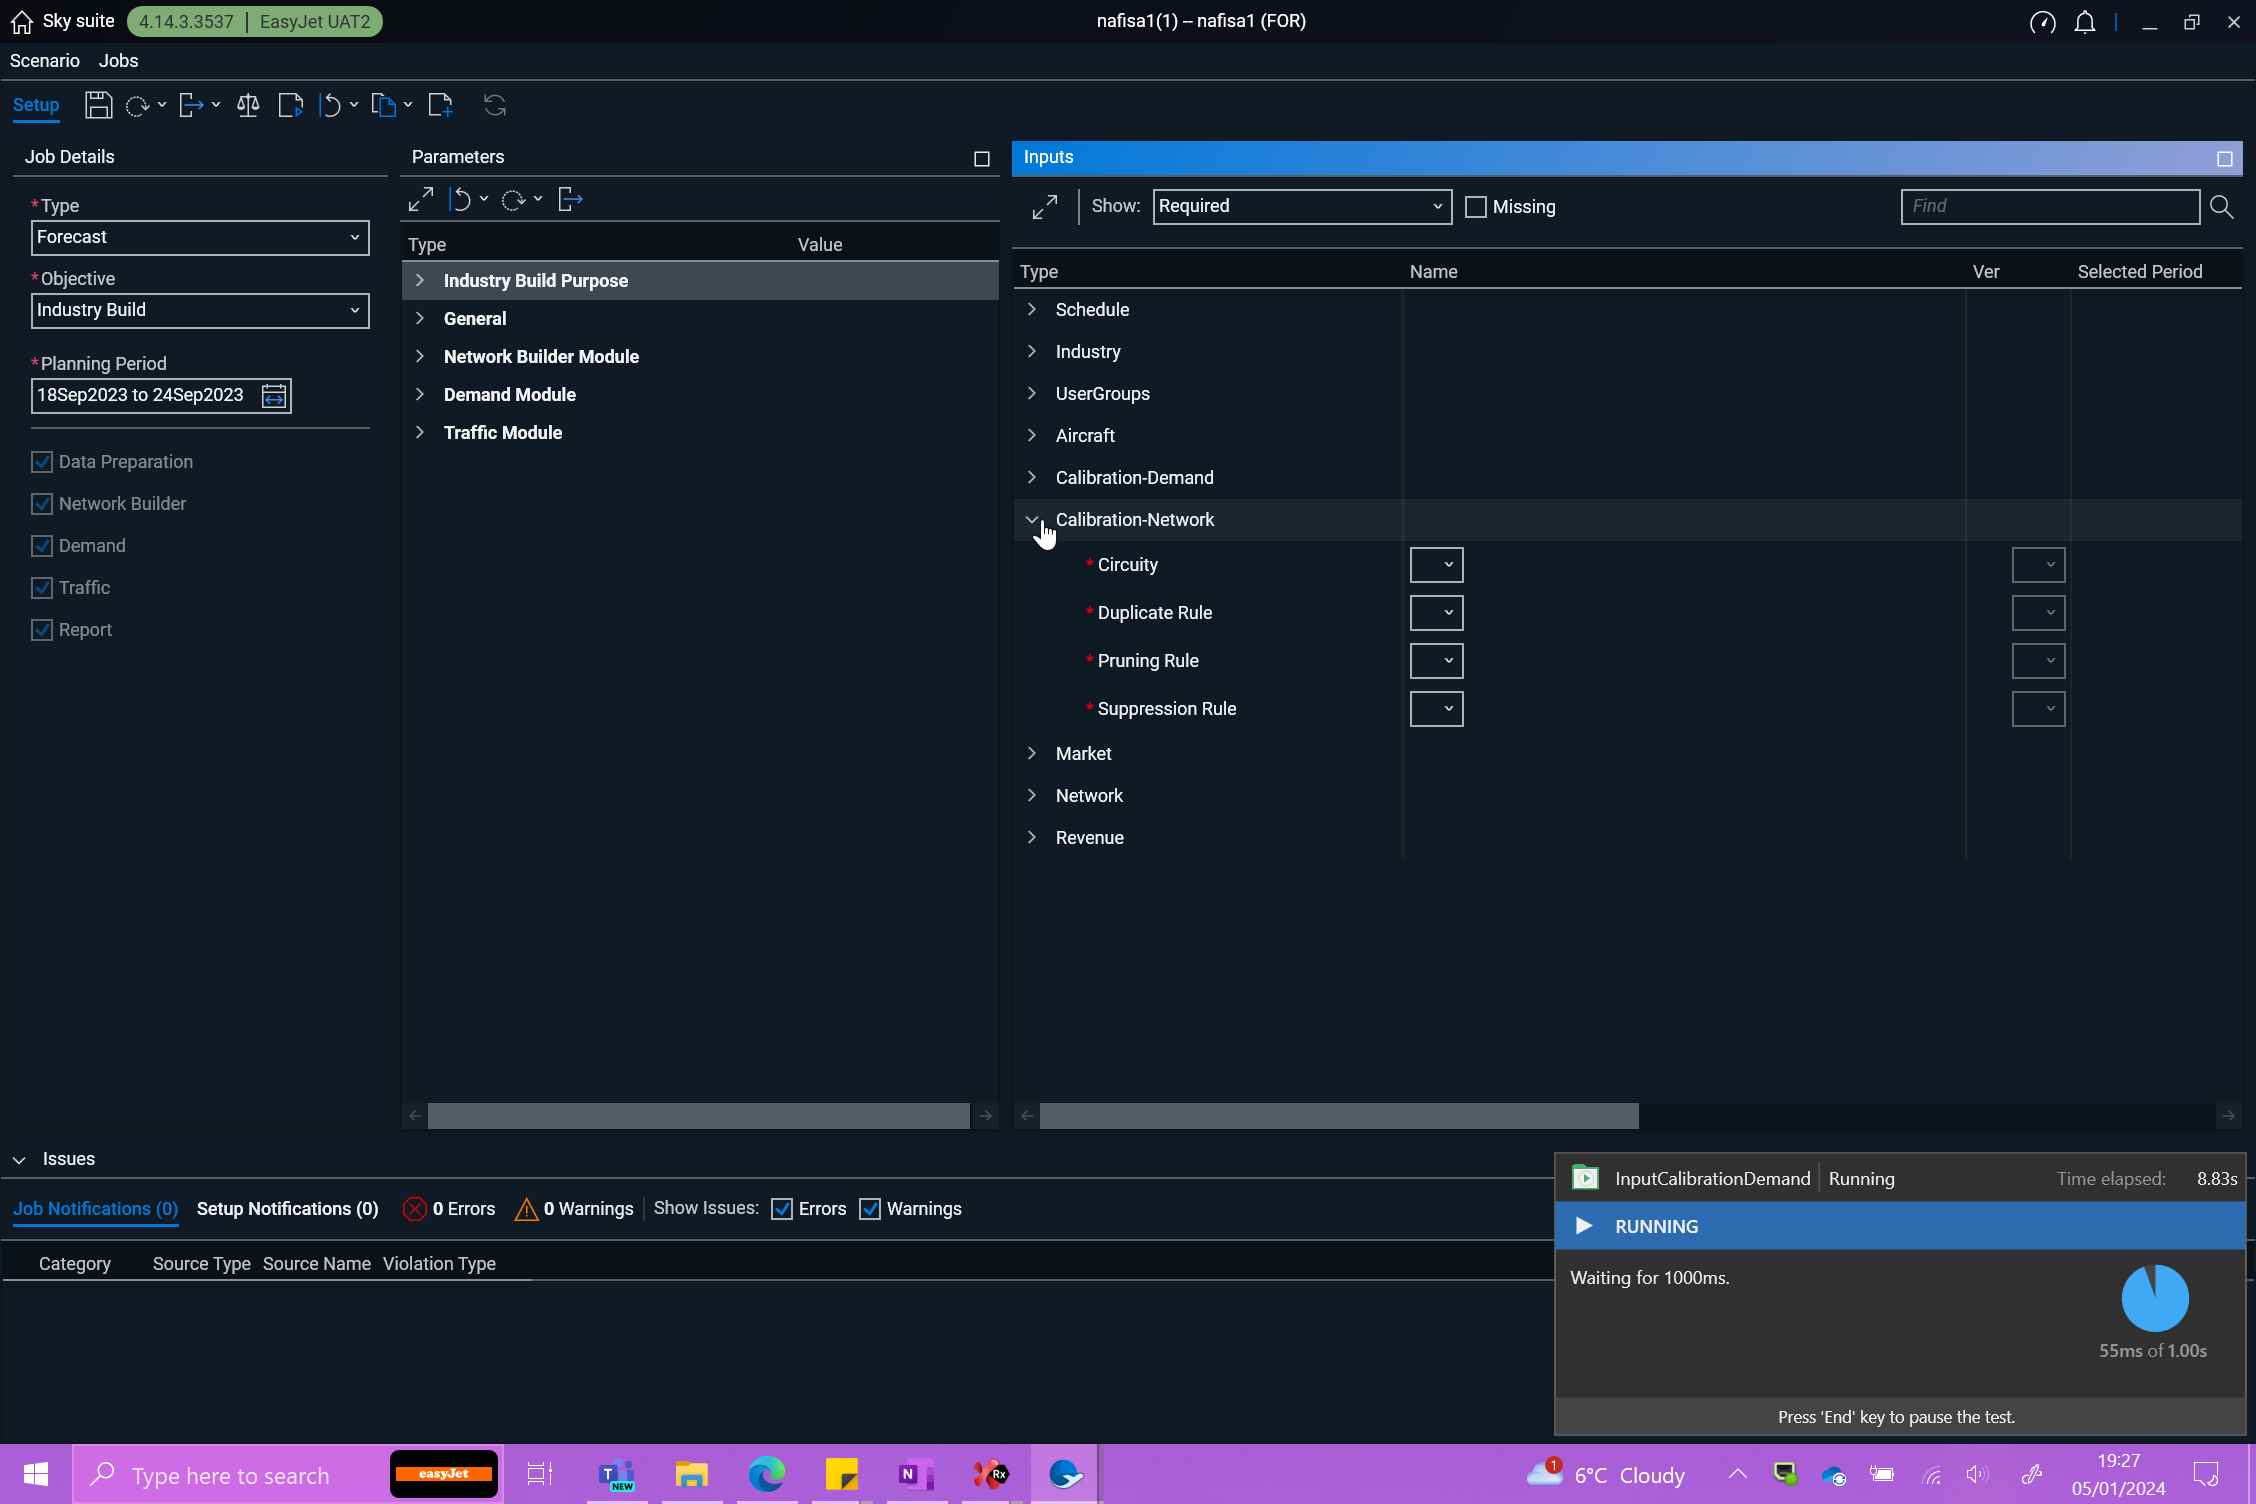 Sky suite 4.14.3.3537 | EasyJet UAT2 nafisa1(1) – nafisa1 (FOR)
Scenario Jobs
Setup
Job Details
* Type
Forecast
* Objective
Industry Build
* Planning Period
18Sep2023 to 24Sep2023
Data Preparation
Network Builder
Demand
Traffic
Report
Parameters
Type Value
Industry Build Purpose
General
Network Builder Module
Demand Module
Traffic Module
Inputs
Show: Required Missing Find
Type Name Ver Selected Period
Schedule
Industry
UserGroups
Aircraft
Calibration-Demand
Calibration-Network
* Circuity
* Duplicate Rule
* Pruning Rule
* Suppression Rule
Market
Network
Revenue
Issues
Job Notifications (0) Setup Notifications (0) 0 Errors 0 Warnings Show Issues: Errors Warnings
Category Source Type Source Name Violation Type
InputCalibrationDemand Running Time elapsed: 8.83s
RUNNING
Waiting for 1000ms.
55ms of 1.00s
Press 'End' key to pause the test.
Type here to search easyJet T NEW N Rx 1 6°C Cloudy 19:27
05/01/2024